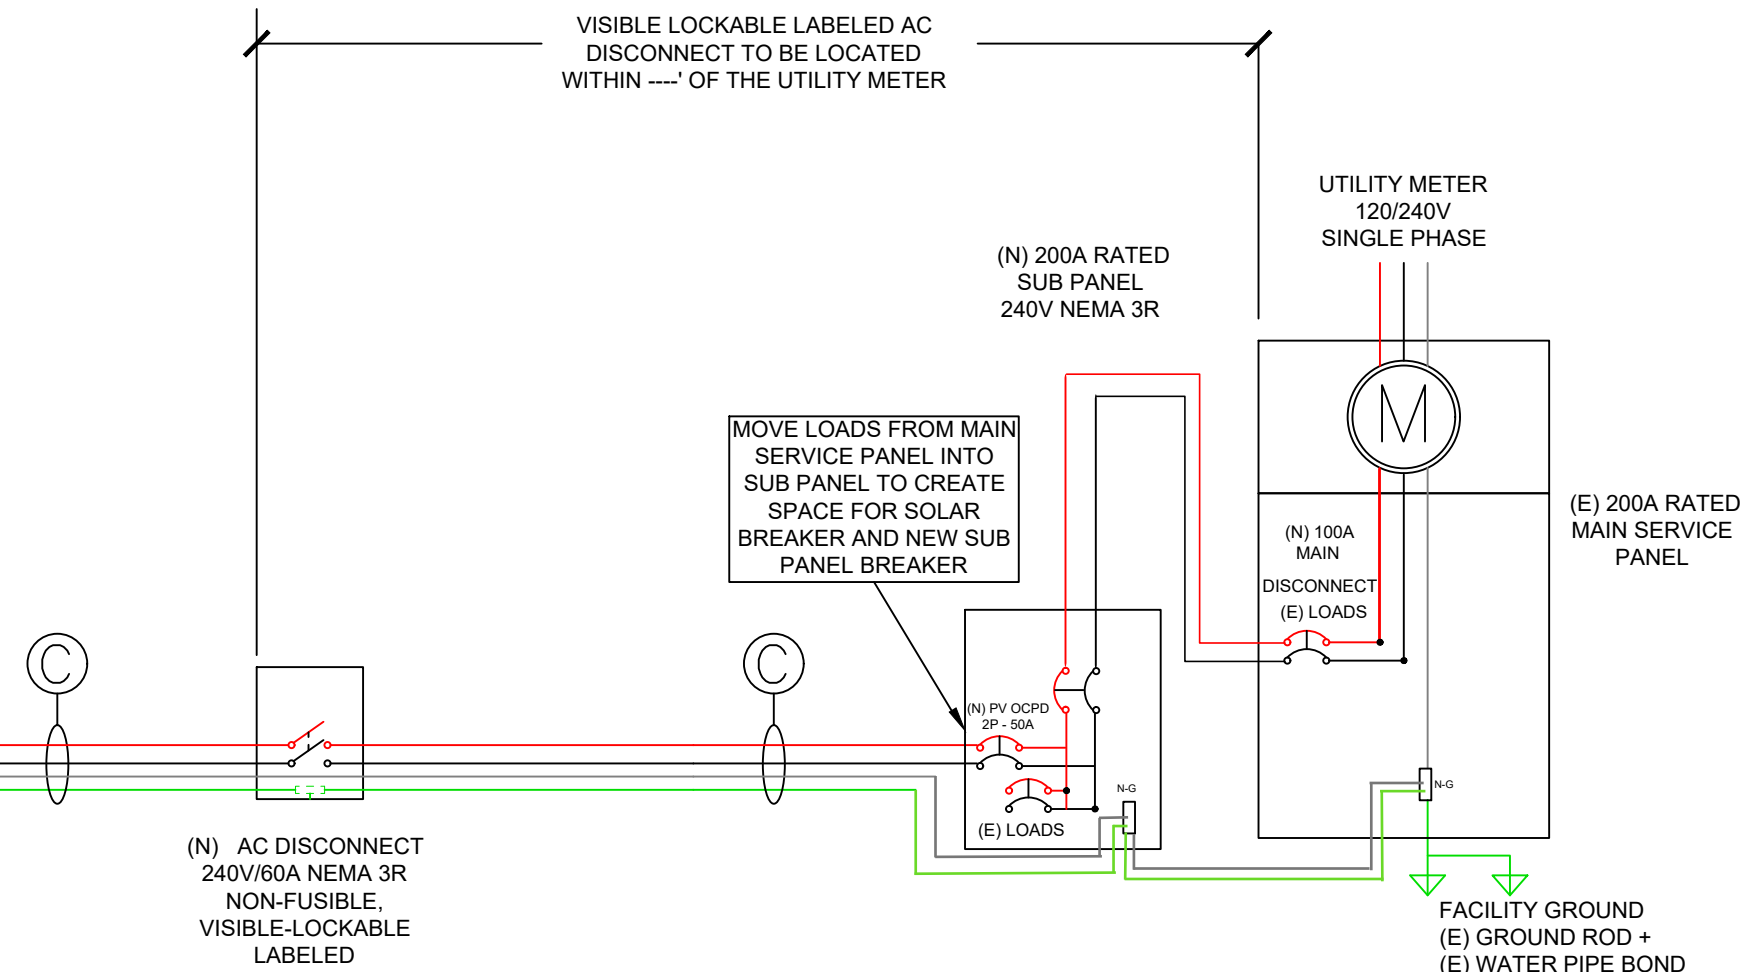 VISIBLE LOCKABLE LABELED AC
DISCONNECT TO BE LOCATED
WITHIN ----' OF THE UTILITY METER
UTILITY METER
120/240V
SINGLE PHASE
(N) 200A RATED
SUB PANEL
240V NEMA 3R
M
MOVE LOADS FROM MAIN
SERVICE PANEL INTO
SUB PANEL TO CREATE
SPACE FOR SOLAR
BREAKER AND NEW SUB
PANEL BREAKER
(E) 200A RATED
MAIN SERVICE
PANEL
(N) 100A
MAIN
DISCONNECT
(E) LOADS
C
C
(N) PV OCPD
2P - 50A
(E) LOADS
N-G
N-G
(N) AC DISCONNECT
240V/60A NEMA 3R
NON-FUSIBLE,
VISIBLE-LOCKABLE
LABELED
FACILITY GROUND
(E) GROUND ROD +
(E) WATER PIPE BOND